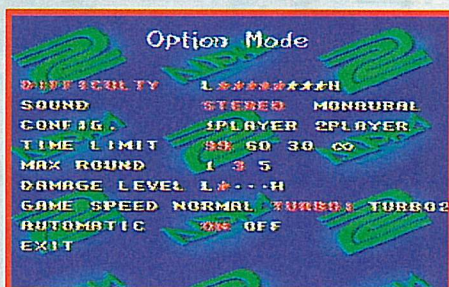 Option Mode
DIFFICULTY L★★★★★★★★H
SOUND STEREO MONAURAL
CONFIG. 1PLAYER 2PLAYER
TIME LIMIT 99 60 30 ∞
MAX ROUND 1 3 5
DAMAGE LEVEL L★···H
GAME SPEED NORMAL TURBO1 TURBO2
AUTOMATIC ON OFF
EXIT